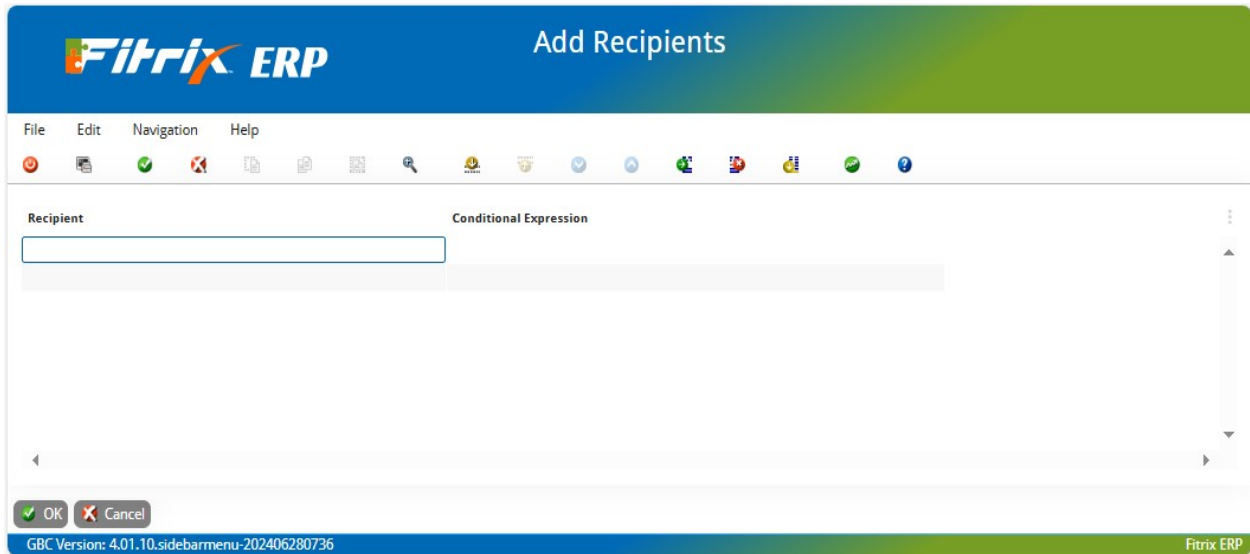 Fitrix ERP
Add Recipients
File Edit Navigation Help
Recipient Conditional Expression
OK Cancel
GBC Version: 4.01.10.sidebarmenu-202406280736 Fitrix ERP